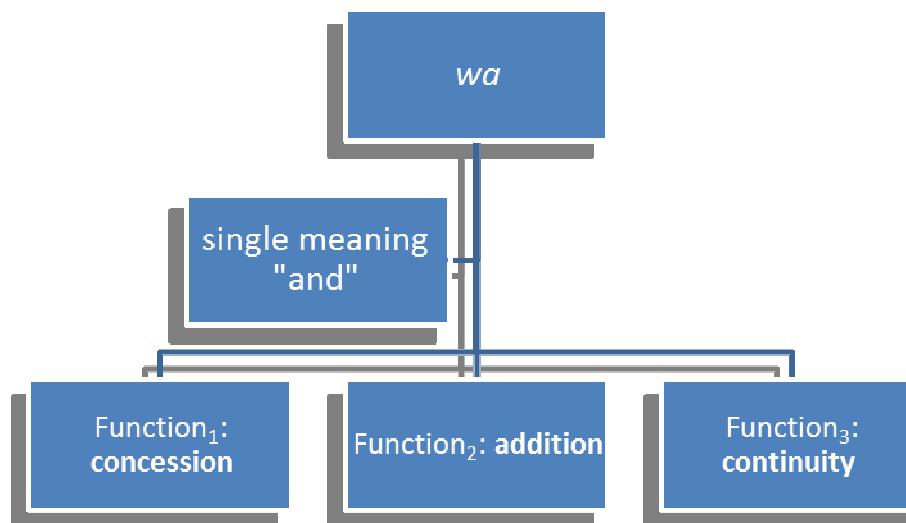 wa
single meaning
"and"
Function₁:
concession
Function₂: addition
Function₃:
continuity